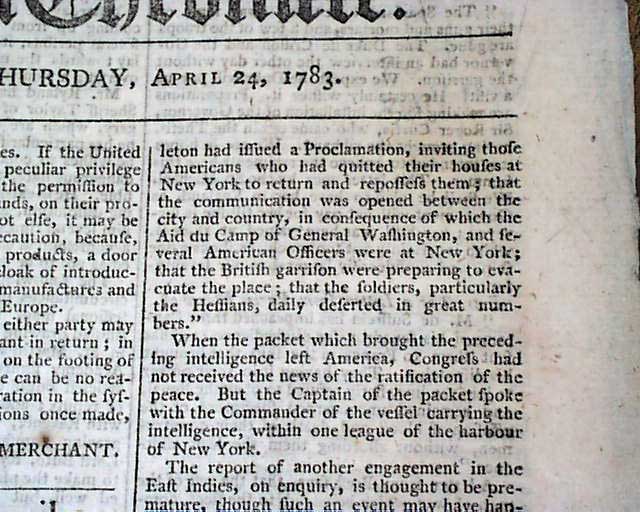 Chronicle.
HURSDAY, APRIL 24, 1783.
es. If the United
peculiar privilege
the permiſſion to
nds, on their pro-
ot elſe, it may be
ecaution, becauſe,
products, a door
loak of introduc-
manufactures and
Europe.
either party may
ant in return; in
on the footing of
e can be no rea-
ration in the ſyſ-
ions once made,
MERCHANT.
leton had iſſued a Proclamation, inviting thoſe
Americans who had quitted their houſes at
New York to return and repoſſeſs them; that
the communication was opened between the
city and country, in conſequence of which the
Aid du Camp of General Waſhington, and ſe-
veral American Officers were at New York;
that the Britiſh garriſon were preparing to eva-
cuate the place; that the ſoldiers, particularly
the Heſſians, daily deſerted in great num-
bers."
When the packet which brought the preced-
ing intelligence left America, Congreſs had
not received the news of the ratification of the
peace. But the Captain of the packet ſpoke
with the Commander of the veſſel carrying the
intelligence, within one league of the harbour
of New York.
The report of another engagement in the
Eaſt Indies, on enquiry, is thought to be pre-
mature, though ſuch an event may have hap-